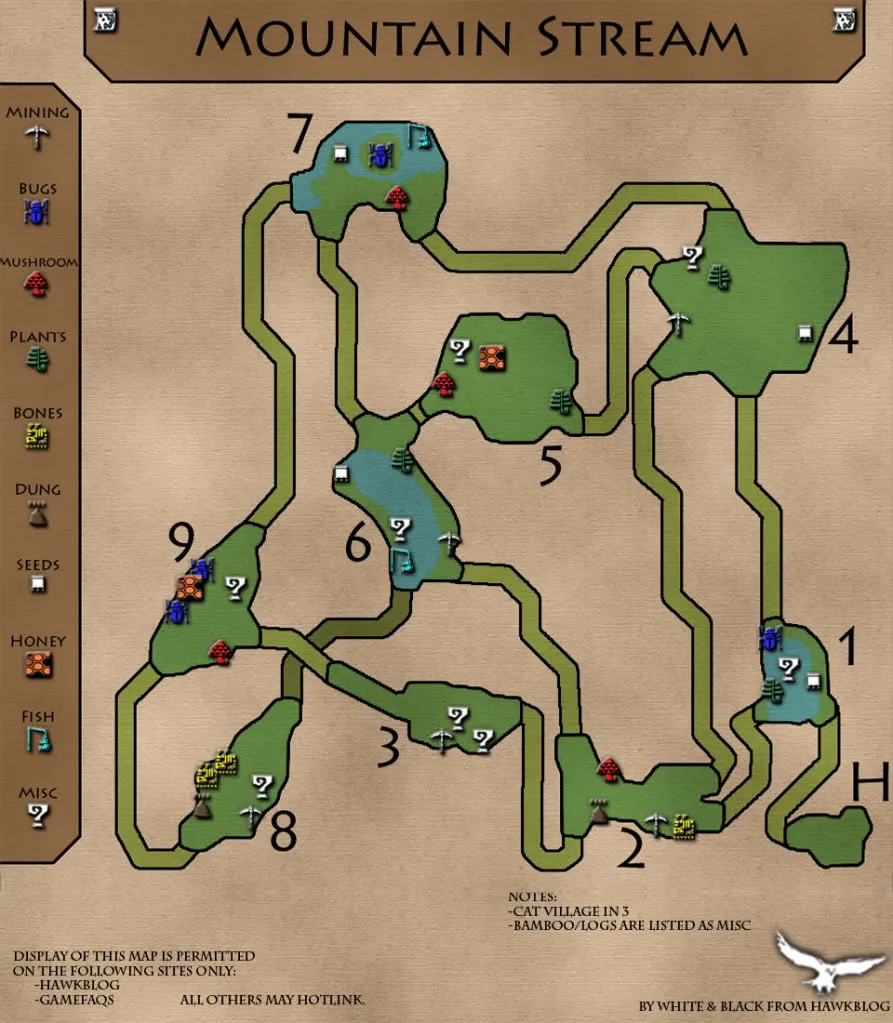 MOUNTAIN STREAM
MINING
BUGS
MUSHROOM
PLANTS
BONES
DUNG
SEEDS
HONEY
FISH
MISC
7
4
5
6
9
1
3
H
8
2
NOTES:
-CAT VILLAGE IN 3
-BAMBOO/LOGS ARE LISTED AS MISC
DISPLAY OF THIS MAP IS PERMITTED
ON THE FOLLOWING SITES ONLY:
-HAWKBLOG
-GAMEFAQS ALL OTHERS MAY HOTLINK.
BY WHITE & BLACK FROM HAWKBLOG